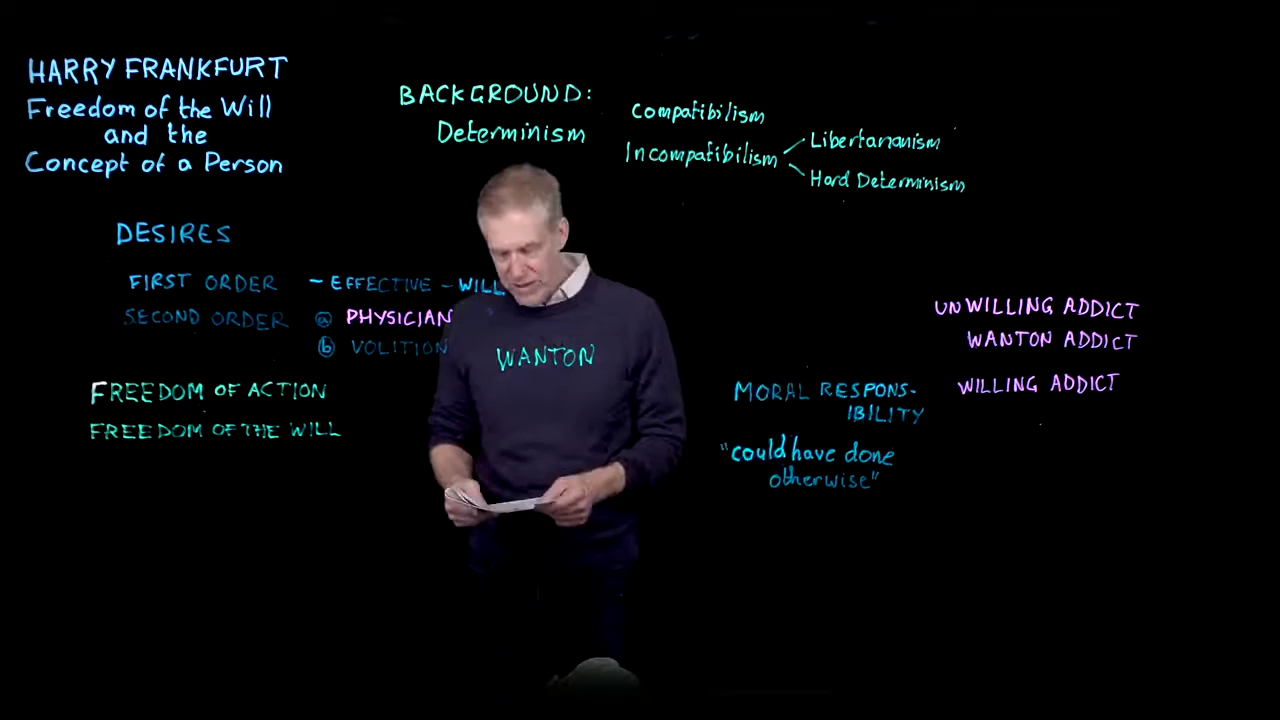 HARRY FRANKFURT
Freedom of the Will
and the
Concept of a Person
BACKGROUND:
Determinism
Compatibilism
Incompatibilism
Libertarianism
Hard Determinism
DESIRES
FIRST ORDER - EFFECTIVE - WILL
SECOND ORDER ⓐ PHYSICIAN
ⓑ VOLITION
WANTON
FREEDOM OF ACTION
FREEDOM OF THE WILL
MORAL RESPONS-
IBILITY
"could have done
otherwise"
UNWILLING ADDICT
WANTON ADDICT
WILLING ADDICT